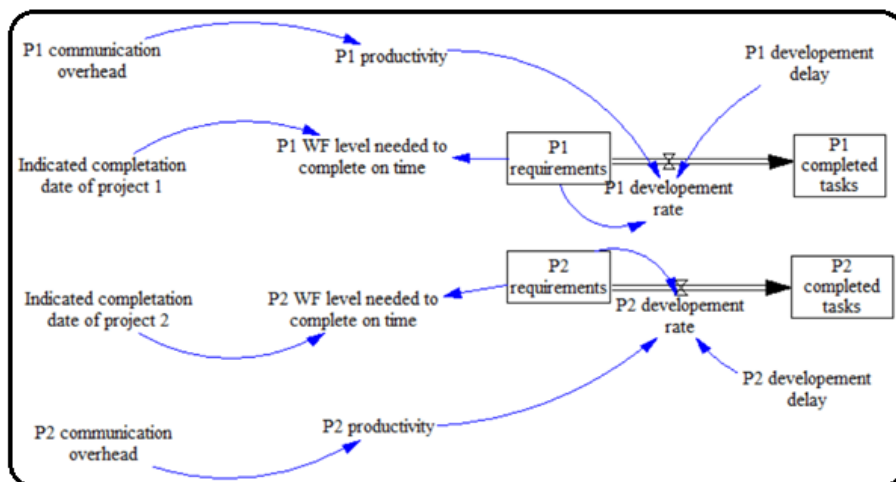 P1 communication
overhead
P1 productivity
P1 developement
delay
Indicated completation
date of project 1
P1 WF level needed to
complete on time
P1
requirements
P1 developement
rate
P1
completed
tasks
Indicated completation
date of project 2
P2 WF level needed to
complete on time
P2
requirements
P2 developement
rate
P2
completed
tasks
P2 communication
overhead
P2 productivity
P2 developement
delay